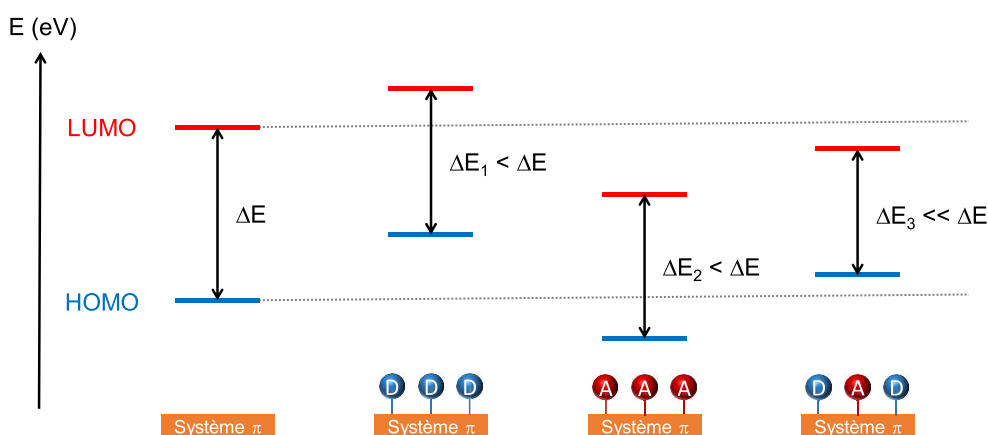 E (eV)
LUMO
ΔE
HOMO
ΔE₁ < ΔE
ΔE₂ < ΔE
ΔE₃ << ΔE
D D D
A A A
D A D
Système π
Système π
Système π
Système π